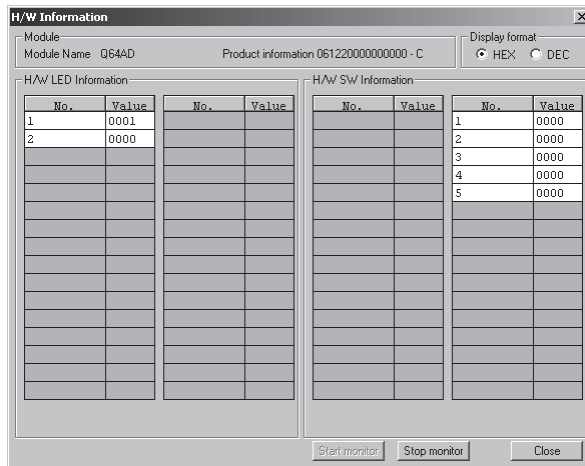 H/W Information
Module
Module Name Q64AD Product information 061220000000000 - C
Display format
HEX DEC
H/W LED Information
No. Value No. Value
1 0001
2 0000
H/W SW Information
No. Value No. Value
1 0000
2 0000
3 0000
4 0000
5 0000
Start monitor Stop monitor Close